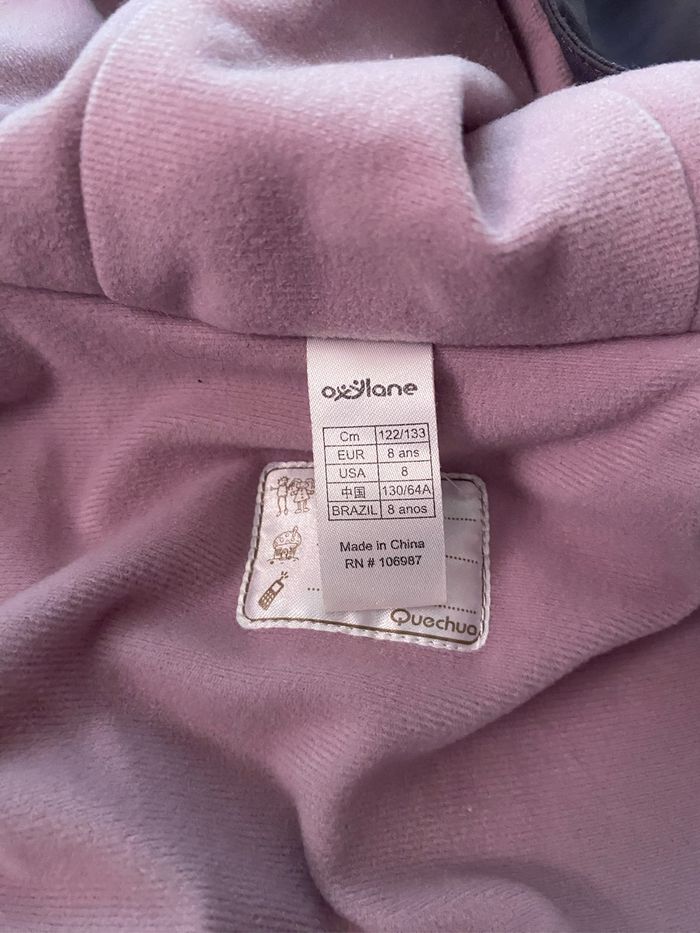 oxylane
Cm 122/133
EUR 8 ans
USA 8
中国 130/64A
BRAZIL 8 anos
Made in China
RN # 106987
Quechua